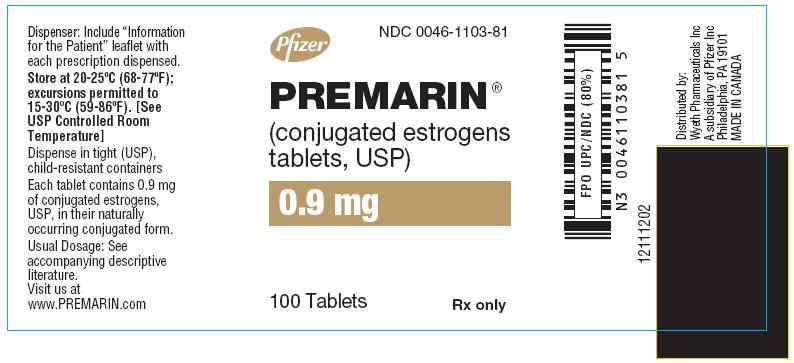 Dispenser: Include “Information
for the Patient” leaflet with
each prescription dispensed.
Store at 20-25ºC (68-77ºF);
excursions permitted to
15-30ºC (59-86ºF). [See
USP Controlled Room
Temperature]
Dispense in tight (USP),
child-resistant containers
Each tablet contains 0.9 mg
of conjugated estrogens,
USP, in their naturally
occurring conjugated form.
Usual Dosage: See
accompanying descriptive
literature.
Visit us at
www.PREMARIN.com
Pfizer
NDC 0046-1103-81
PREMARIN®
(conjugated estrogens
tablets, USP)
0.9 mg
100 Tablets
Rx only
FPO UPC/NDC (80%)
N3 0046110381 5
12111202
Distributed by:
Wyeth Pharmaceuticals Inc
A subsidiary of Pfizer Inc
Philadelphia, PA 19101
MADE IN CANADA